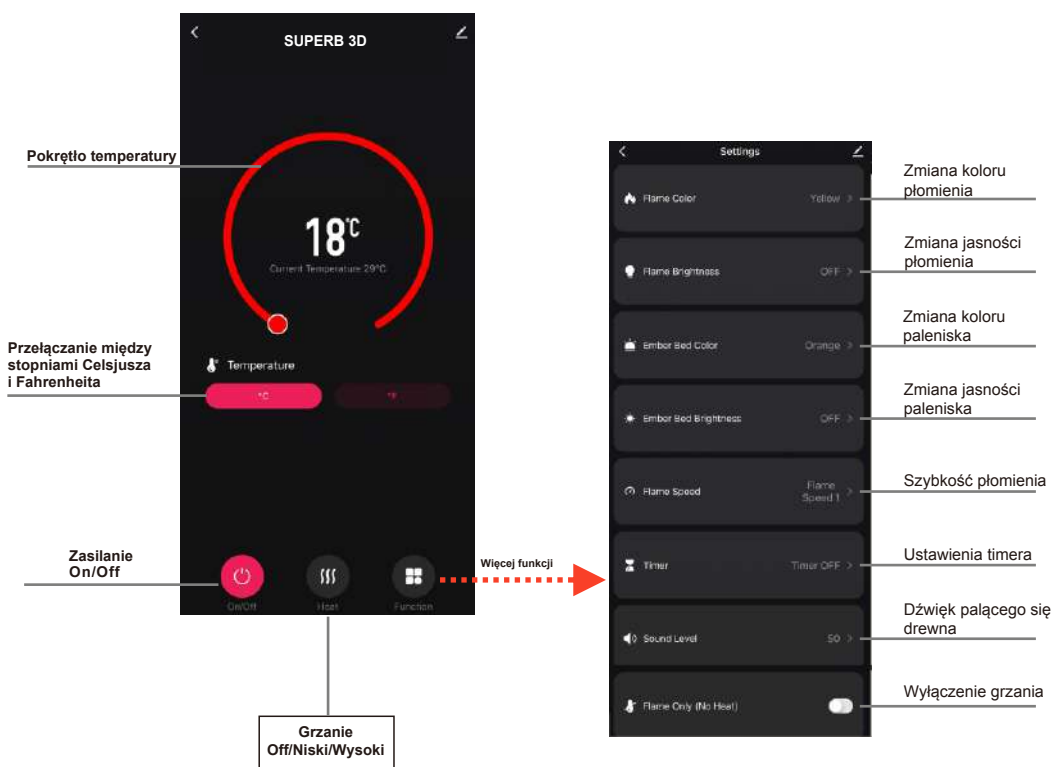 SUPERB 3D
Pokrętło temperatury
18°C
Current Temperature 29°C
Przełączanie między
stopniami Celsjusza
i Fahrenheita
Temperature
°C
°F
Zasilanie
On/Off
On/Off
Heat
Function
Więcej funkcji
Grzanie
Off/Niski/Wysoki
Settings
Flame Color
Yellow >
Zmiana koloru
płomienia
Flame Brightness
OFF >
Zmiana jasności
płomienia
Ember Bed Color
Orange >
Zmiana koloru
paleniska
Ember Bed Brightness
OFF >
Zmiana jasności
paleniska
Flame Speed
Flame
Speed 1 >
Szybkość płomienia
Timer
Timer OFF >
Ustawienia timera
Sound Level
50 >
Dźwięk palącego się
drewna
Flame Only (No Heat)
Wyłączenie grzania